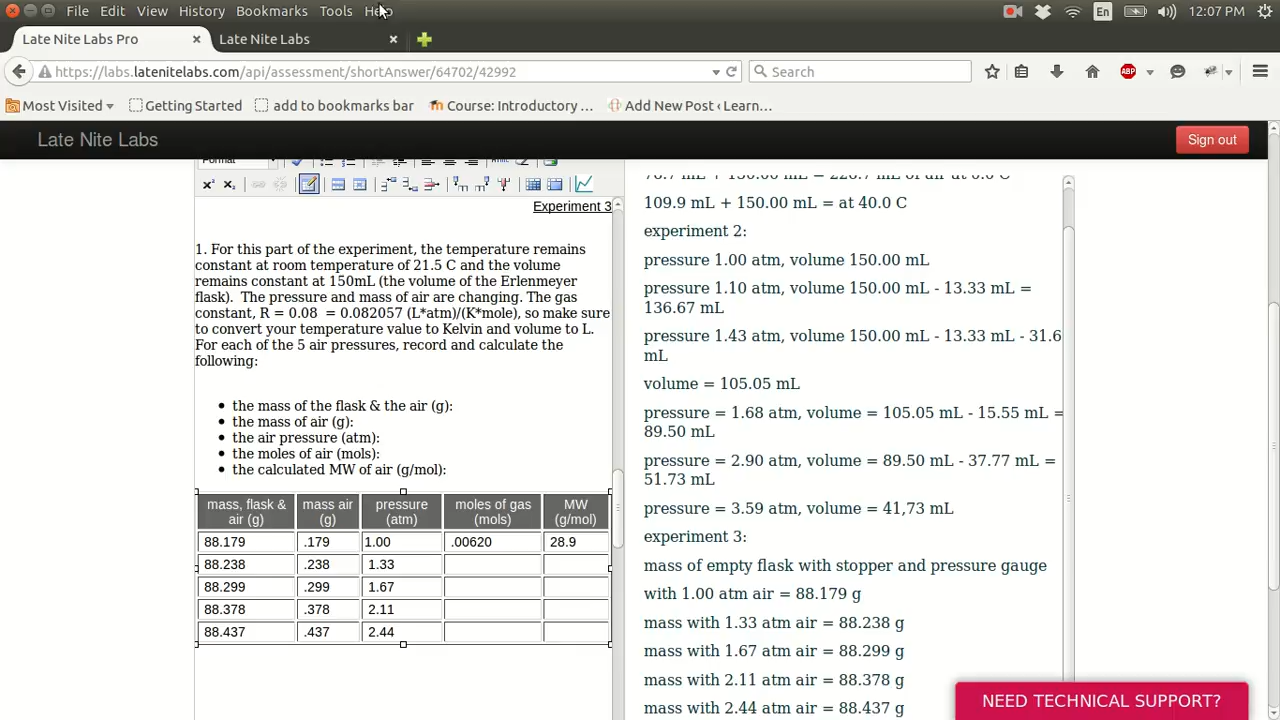 File Edit View History Bookmarks Tools Help En 12:07 PM
Late Nite Labs Pro × Late Nite Labs ×
https://labs.latenitelabs.com/api/assessment/shortAnswer/64702/42992 Search ABP
Most Visited Getting Started add to bookmarks bar Course: Introductory ... Add New Post ‹ Learn...
Late Nite Labs Sign out
Format
Experiment 3
1. For this part of the experiment, the temperature remains
constant at room temperature of 21.5 C and the volume
remains constant at 150mL (the volume of the Erlenmeyer
flask). The pressure and mass of air are changing. The gas
constant, R = 0.08 = 0.082057 (L*atm)/(K*mole), so make sure
to convert your temperature value to Kelvin and volume to L.
For each of the 5 air pressures, record and calculate the
following:
• the mass of the flask & the air (g):
• the mass of air (g):
• the air pressure (atm):
• the moles of air (mols):
• the calculated MW of air (g/mol):
mass, flask & air (g) mass air (g) pressure (atm) moles of gas (mols) MW (g/mol)
88.179 .179 1.00 .00620 28.9
88.238 .238 1.33
88.299 .299 1.67
88.378 .378 2.11
88.437 .437 2.44
76.7 mL + 150.00 mL = 226.7 mL of air at 0.0 C
109.9 mL + 150.00 mL = at 40.0 C
experiment 2:
pressure 1.00 atm, volume 150.00 mL
pressure 1.10 atm, volume 150.00 mL - 13.33 mL =
136.67 mL
pressure 1.43 atm, volume 150.00 mL - 13.33 mL - 31.6
mL
volume = 105.05 mL
pressure = 1.68 atm, volume = 105.05 mL - 15.55 mL =
89.50 mL
pressure = 2.90 atm, volume = 89.50 mL - 37.77 mL =
51.73 mL
pressure = 3.59 atm, volume = 41,73 mL
experiment 3:
mass of empty flask with stopper and pressure gauge
with 1.00 atm air = 88.179 g
mass with 1.33 atm air = 88.238 g
mass with 1.67 atm air = 88.299 g
mass with 2.11 atm air = 88.378 g
mass with 2.44 atm air = 88.437 g
NEED TECHNICAL SUPPORT?